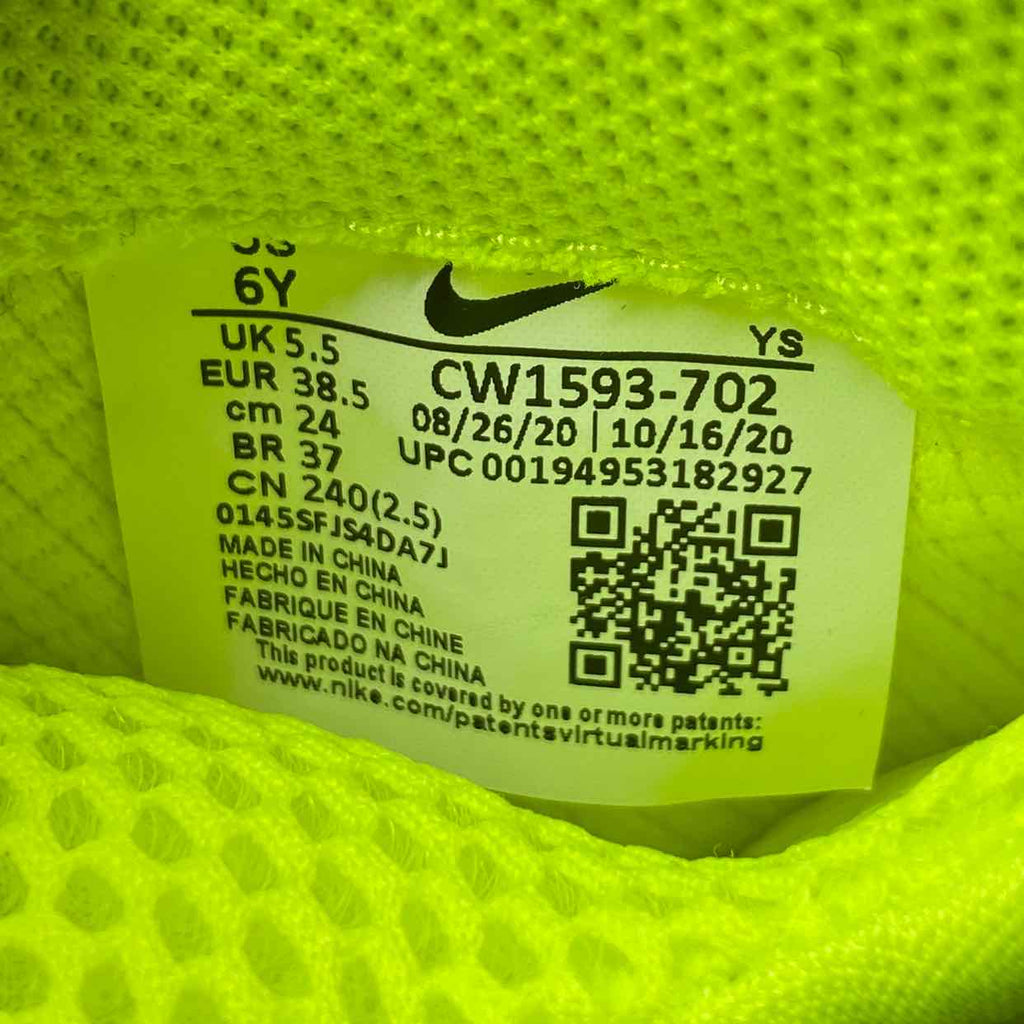 US
6Y
YS
UK 5.5
EUR 38.5
cm 24
BR 37
CN 240(2.5)
CW1593-702
08/26/20 | 10/16/20
UPC 00194953182927
0145SFJS4DA7J
MADE IN CHINA
HECHO EN CHINA
FABRIQUE EN CHINE
FABRICADO NA CHINA
This product is covered by one or more patents:
www.nike.com/patentsvirtualmarking